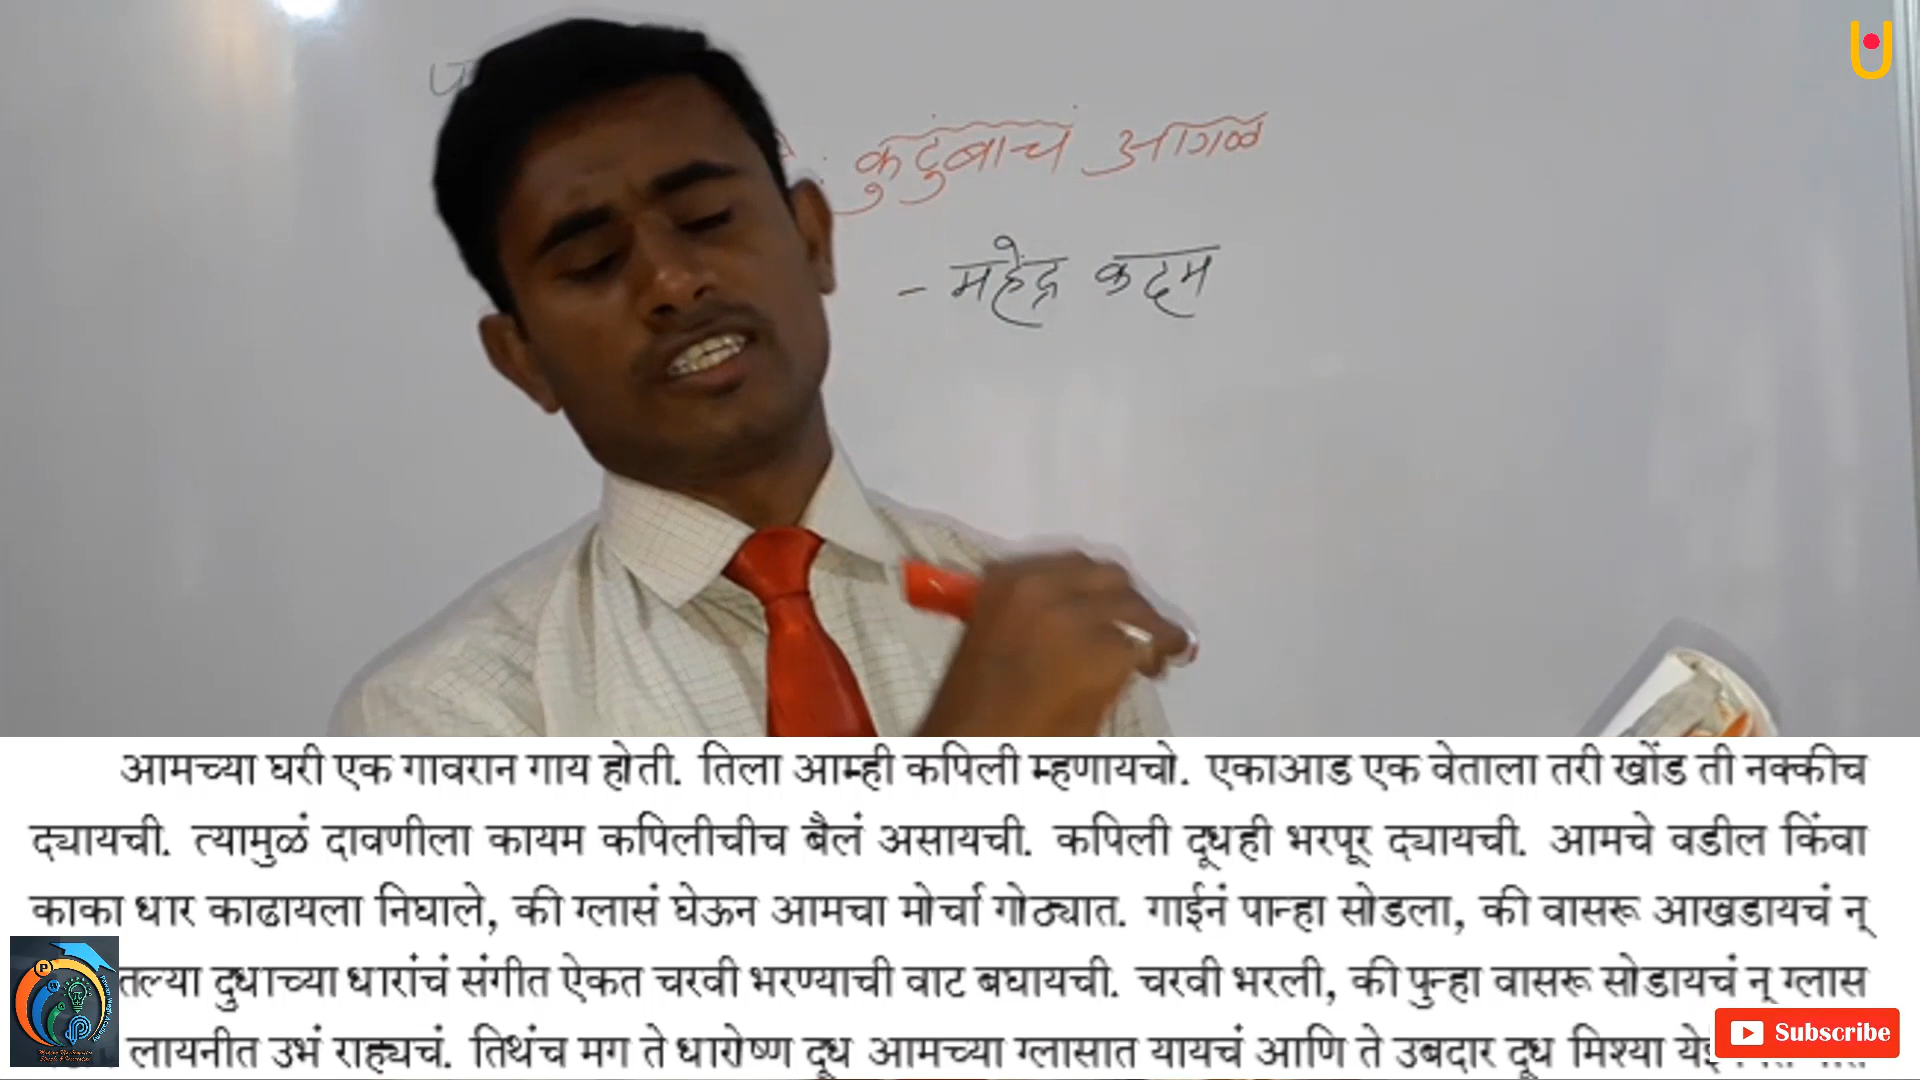 कुटुंबाचं आगळ
- महेंद्र कदम
आमच्या घरी एक गावरान गाय होती. तिला आम्ही कपिली म्हणायचो. एकाआड एक वेताला तरी खोंड ती नक्कीच
द्यायची. त्यामुळं दावणीला कायम कपिलीचीच बैलं असायची. कपिली दूधही भरपूर द्यायची. आमचे वडील किंवा
काका धार काढायला निघाले, की ग्लासं घेऊन आमचा मोर्चा गोठ्यात. गाईनं पान्हा सोडला, की वासरू आखडायचं न्
तल्या दुधाच्या धारांचं संगीत ऐकत चरवी भरण्याची वाट बघायची. चरवी भरली, की पुन्हा वासरू सोडायचं न् ग्लास
लायनीत उभं राह्यचं. तिथंच मग ते धारोष्ण दूध आमच्या ग्लासात यायचं आणि ते उबदार दूध मिश्या
Subscribe